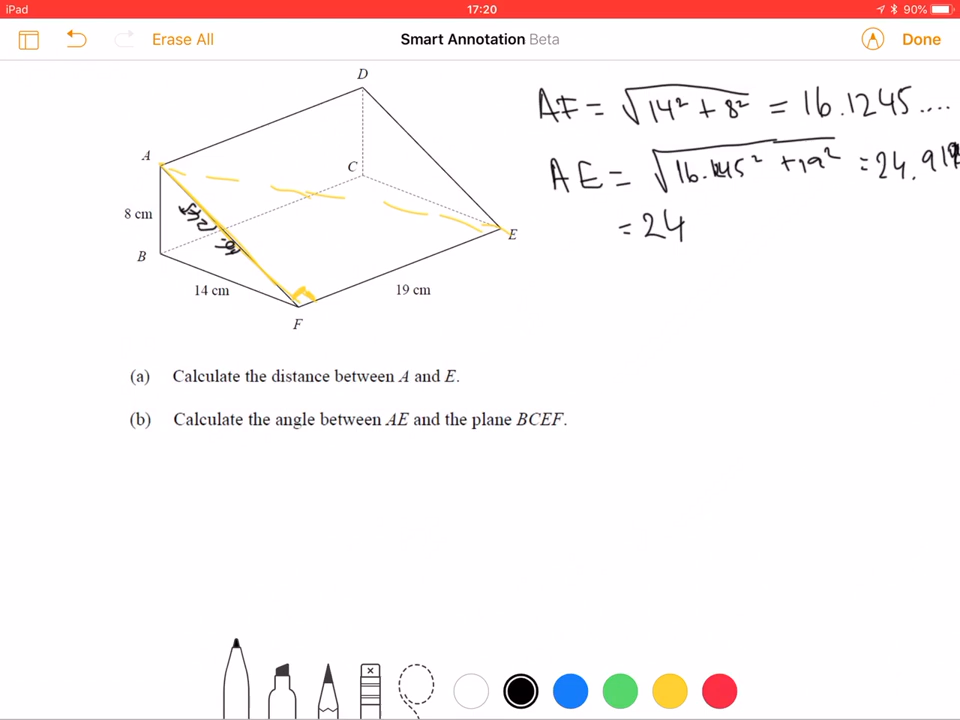 iPad 17:20 90%
Erase All Smart Annotation Beta Done
D
A
C
8 cm
B
E
14 cm
19 cm
F
AF = √14² + 8² = 16.1245....
AE = √16.145² + 19² = 24.91
= 24
(a) Calculate the distance between A and E.
(b) Calculate the angle between AE and the plane BCEF.